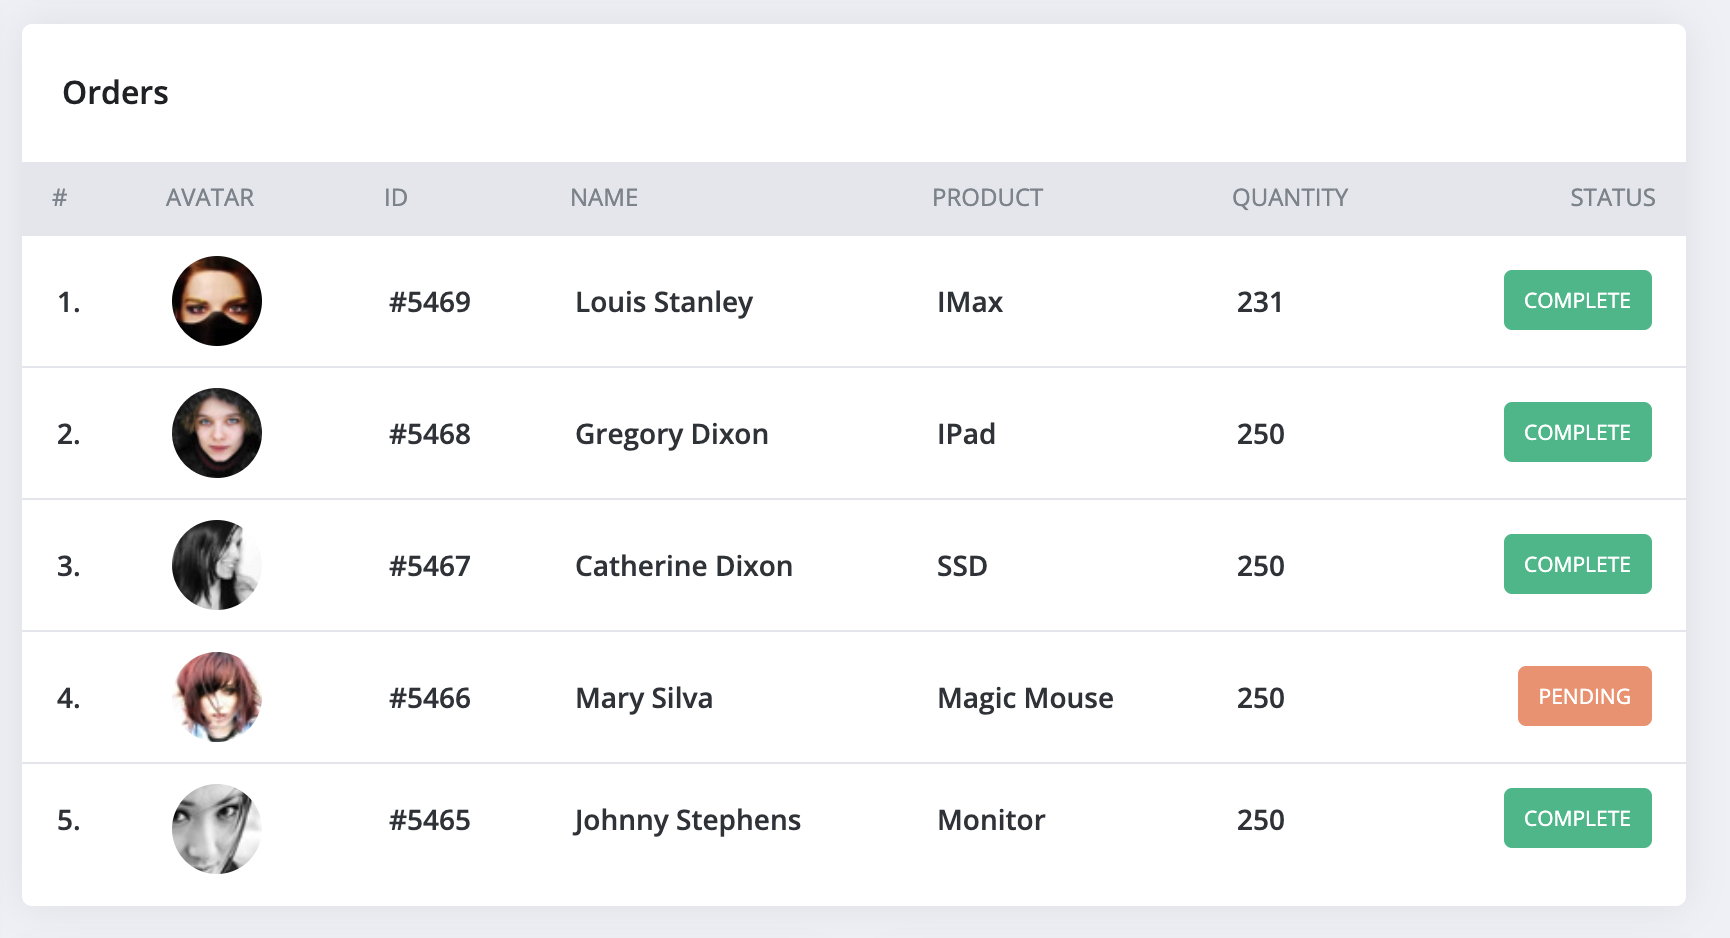 Orders
# AVATAR ID NAME PRODUCT QUANTITY STATUS
1. #5469 Louis Stanley IMax 231 COMPLETE
2. #5468 Gregory Dixon IPad 250 COMPLETE
3. #5467 Catherine Dixon SSD 250 COMPLETE
4. #5466 Mary Silva Magic Mouse 250 PENDING
5. #5465 Johnny Stephens Monitor 250 COMPLETE